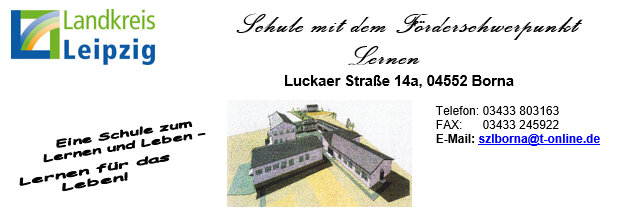 Landkreis
Leipzig
Schule mit dem Förderschwerpunkt
Lernen
Luckaer Straße 14a, 04552 Borna
Telefon: 03433 803163
FAX: 03433 245922
E-Mail: szlborna@t-online.de
Eine Schule zum
Lernen und Leben –
Lernen für das
Leben!